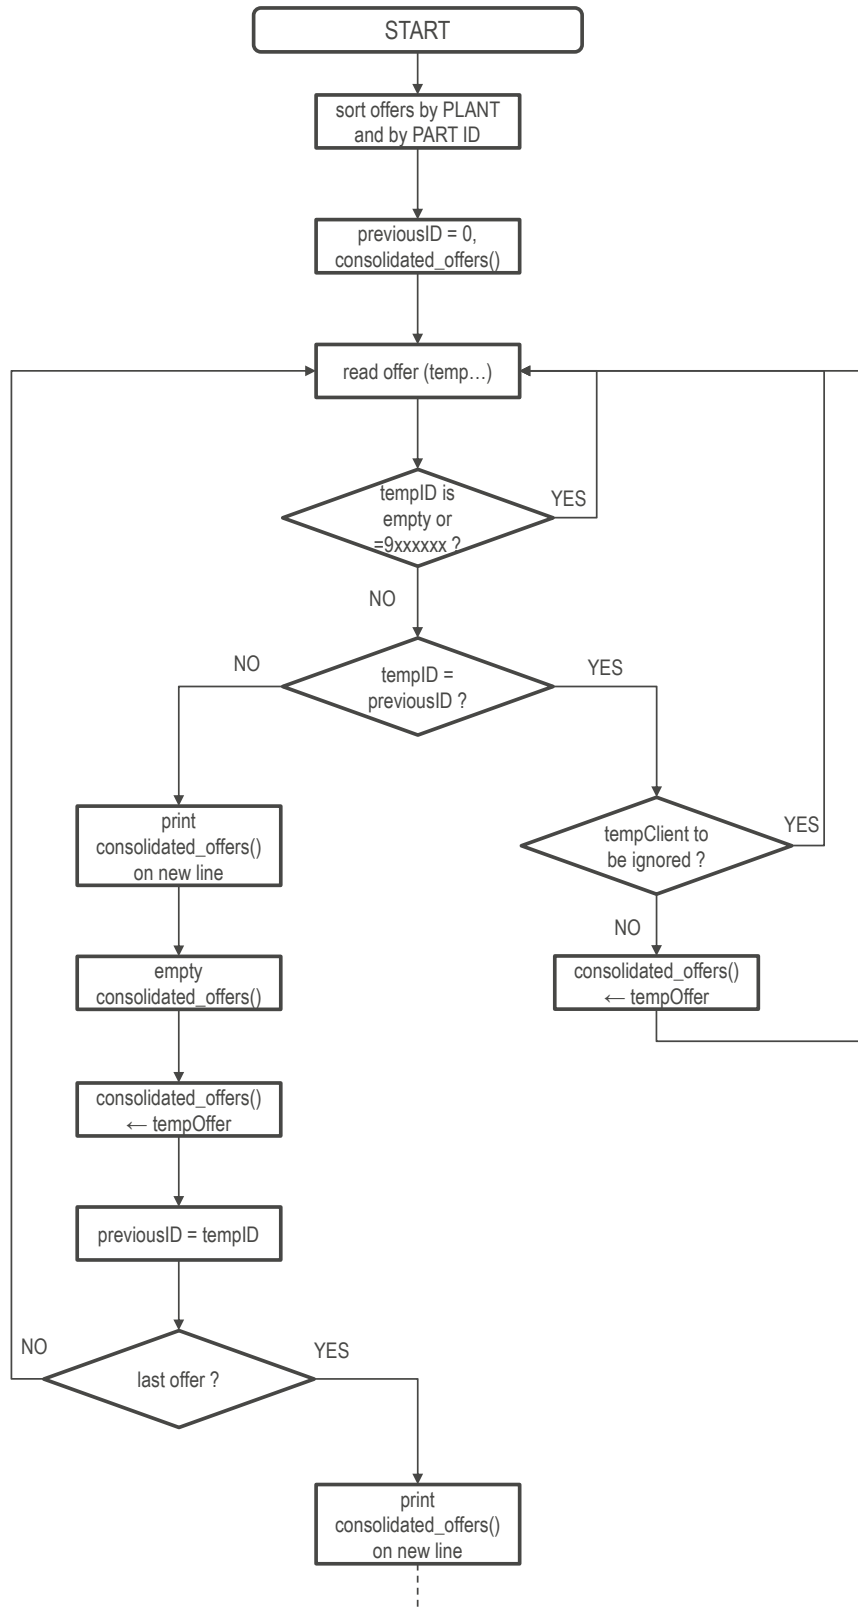 START
sort offers by PLANT
and by PART ID
previousID = 0,
consolidated_offers()
read offer (temp…)
tempID is
empty or
=9xxxxxx ?
YES
NO
NO
tempID =
previousID ?
YES
print
consolidated_offers()
on new line
tempClient to
be ignored ?
YES
NO
empty
consolidated_offers()
consolidated_offers()
← tempOffer
consolidated_offers()
← tempOffer
previousID = tempID
NO
last offer ?
YES
print
consolidated_offers()
on new line